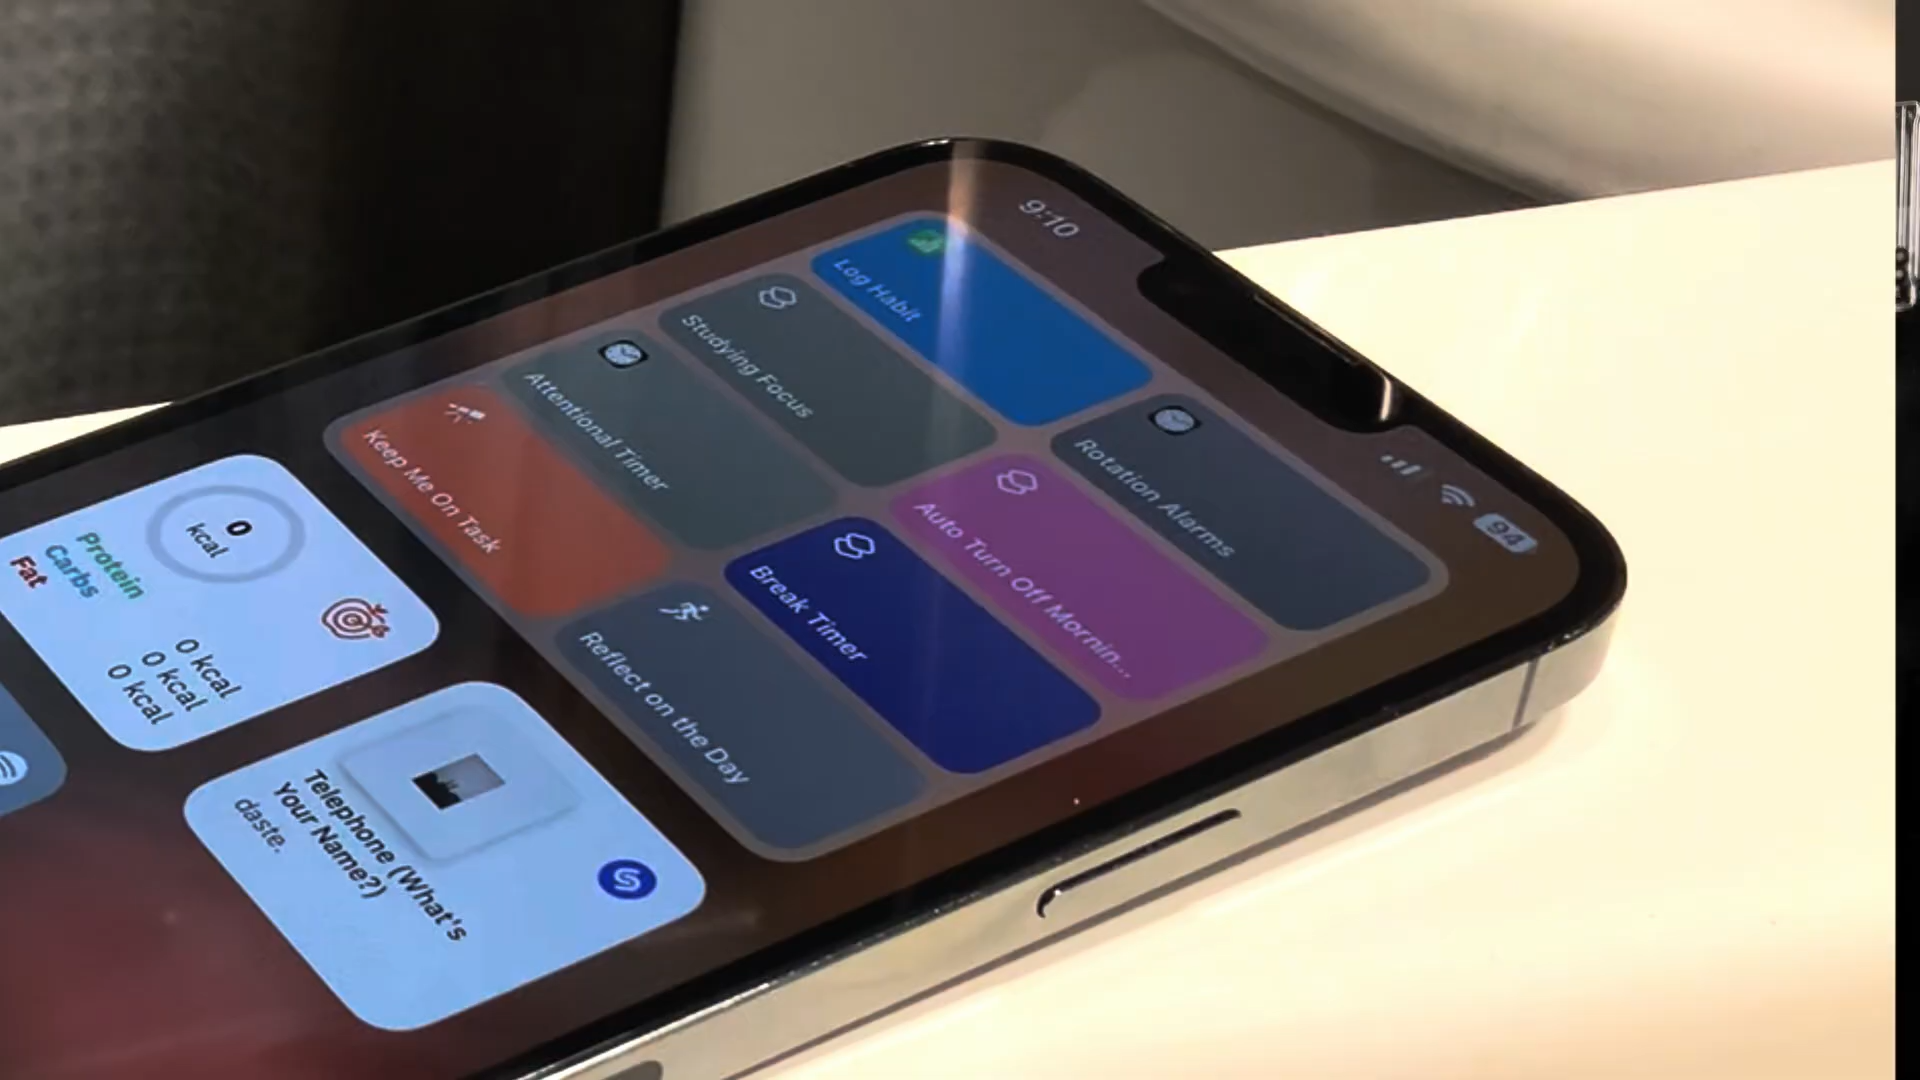 9:10
94
Log Habit
Rotation Alarms
Studying Focus
Auto Turn Off Mornin...
Attentional Timer
Break Timer
Keep Me On Task
Reflect on the Day
0
kcal
Protein
0 kcal
Carbs
0 kcal
Fat
0 kcal
Telephone (What's
Your Name?)
daste.